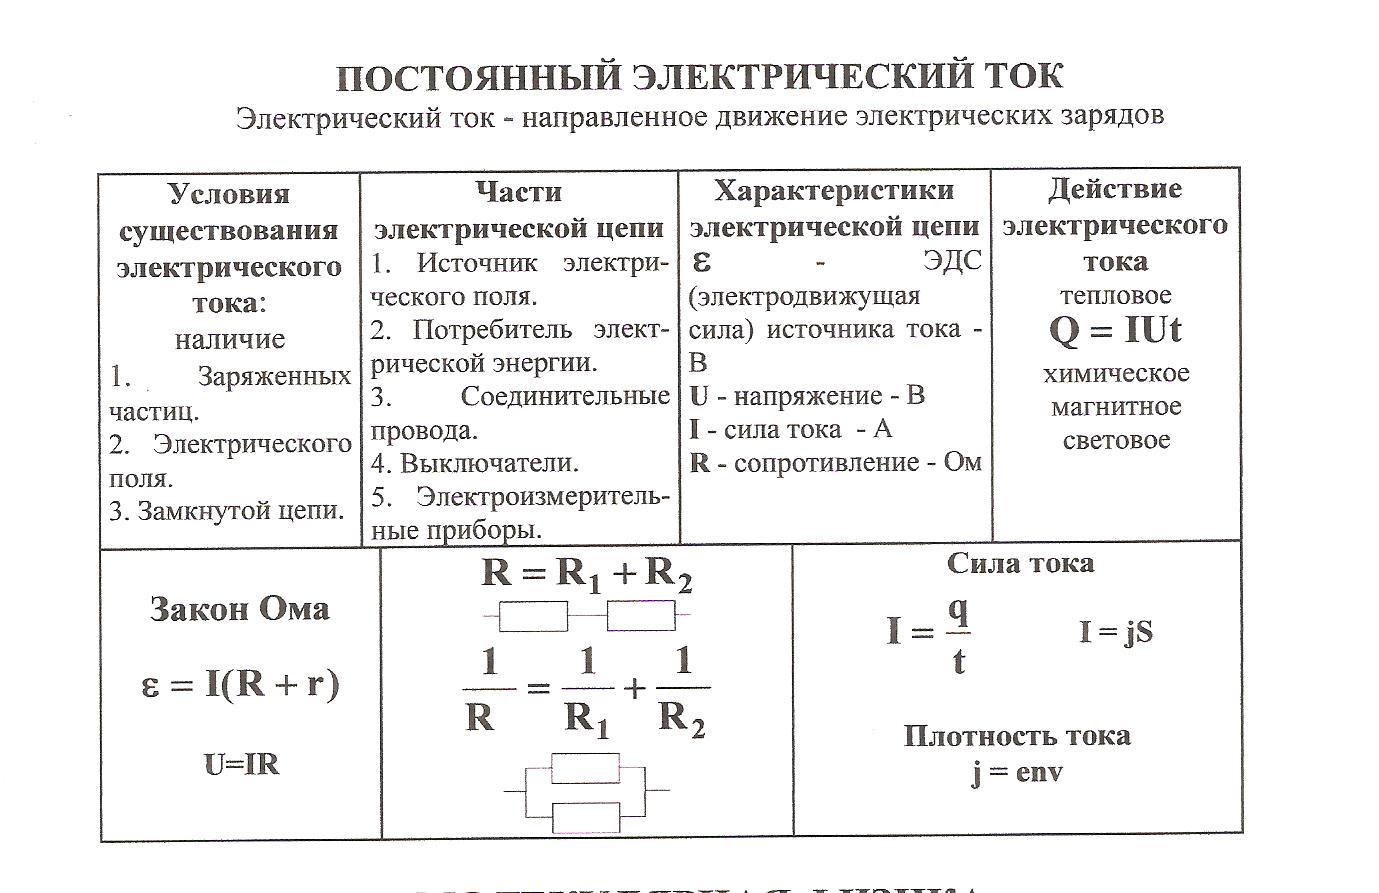 ПОСТОЯННЫЙ ЭЛЕКТРИЧЕСКИЙ ТОК
Электрический ток - направленное движение электрических зарядов
Условия
существования
электрического
тока:
наличие
1. Заряженных
частиц.
2. Электрического
поля.
3. Замкнутой цепи.
Части
электрической цепи
1. Источник электри-
ческого поля.
2. Потребитель элект-
рической энергии.
3. Соединительные
провода.
4. Выключатели.
5. Электроизмеритель-
ные приборы.
Характеристики
электрической цепи
ε - ЭДС
(электродвижущая
сила) источника тока -
В
U - напряжение - В
I - сила тока - А
R - сопротивление - Ом
Действие
электрического
тока
тепловое
Q = IUt
химическое
магнитное
световое
Закон Ома
ε = I(R + r)
U=IR
R = R₁ + R₂
1/R = 1/R₁ + 1/R₂
Сила тока
I = q/t I = jS
Плотность тока
j = env